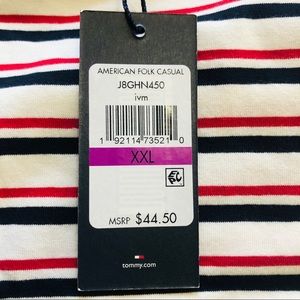 AMERICAN FOLK CASUAL
J8GHN450
ivm
1 92114 73521 0
XXL
MSRP $44.50
tommy.com